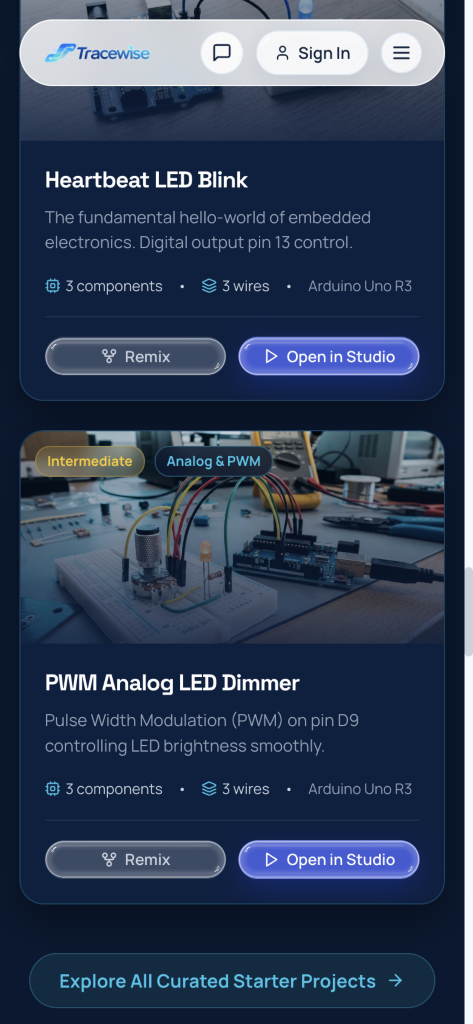 Tracewise
Sign In
Heartbeat LED Blink
The fundamental hello-world of embedded
electronics. Digital output pin 13 control.
3 components • 3 wires • Arduino Uno R3
Remix
Open in Studio
Intermediate
Analog & PWM
PWM Analog LED Dimmer
Pulse Width Modulation (PWM) on pin D9
controlling LED brightness smoothly.
3 components • 3 wires • Arduino Uno R3
Remix
Open in Studio
Explore All Curated Starter Projects →